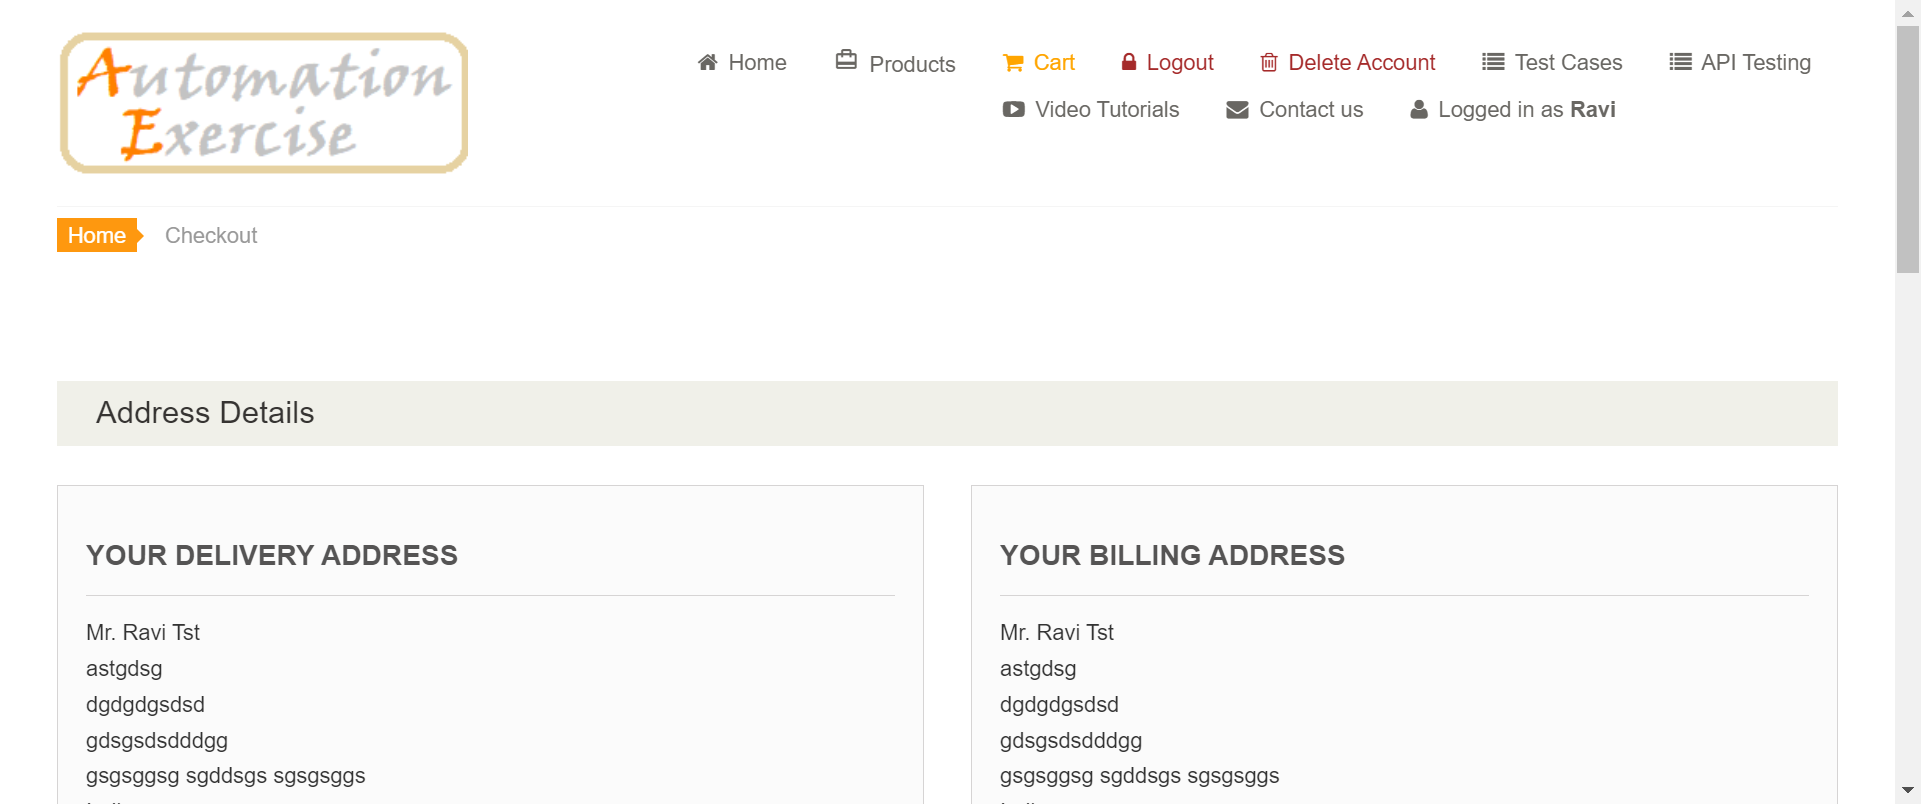 Automation
Exercise
Home Products Cart Logout Delete Account Test Cases API Testing
Video Tutorials Contact us Logged in as Ravi
Home Checkout
Address Details
YOUR DELIVERY ADDRESS
Mr. Ravi Tst
astgdsg
dgdgdgsdsd
gdsgsdsdddgg
gsgsggsg sgddsgs sgsgsggs
YOUR BILLING ADDRESS
Mr. Ravi Tst
astgdsg
dgdgdgsdsd
gdsgsdsdddgg
gsgsggsg sgddsgs sgsgsggs